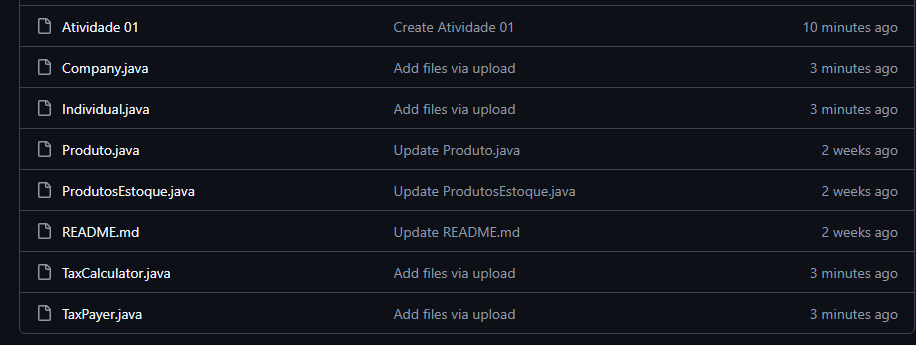 Atividade 01 Create Atividade 01 10 minutes ago
Company.java Add files via upload 3 minutes ago
Individual.java Add files via upload 3 minutes ago
Produto.java Update Produto.java 2 weeks ago
ProdutosEstoque.java Update ProdutosEstoque.java 2 weeks ago
README.md Update README.md 2 weeks ago
TaxCalculator.java Add files via upload 3 minutes ago
TaxPayer.java Add files via upload 3 minutes ago